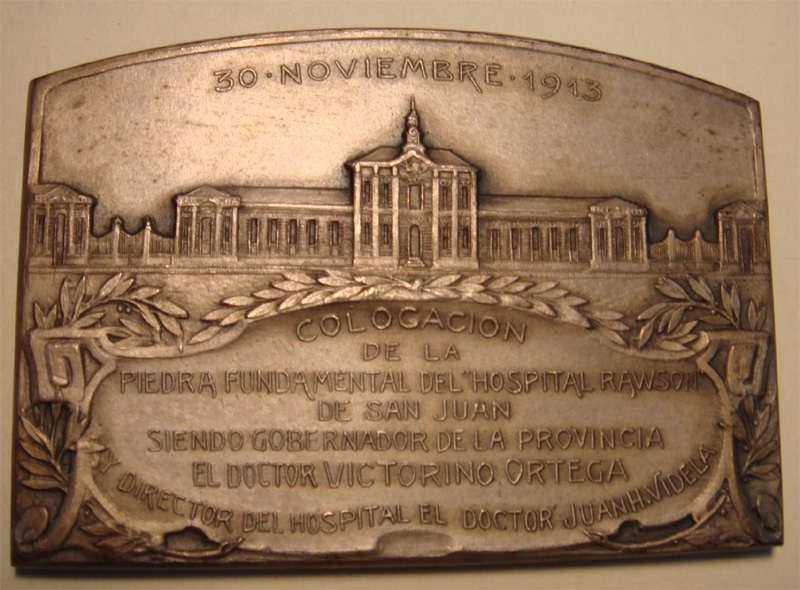 30·NOVIEMBRE·1913
COLOCACION
DE LA
PIEDRA FUNDAMENTAL DEL "HOSPITAL RAWSON"
DE SAN JUAN
SIENDO GOBERNADOR DE LA PROVINCIA
EL DOCTOR VICTORINO ORTEGA
Y DIRECTOR DEL HOSPITAL EL DOCTOR JUAN H. VIDELA